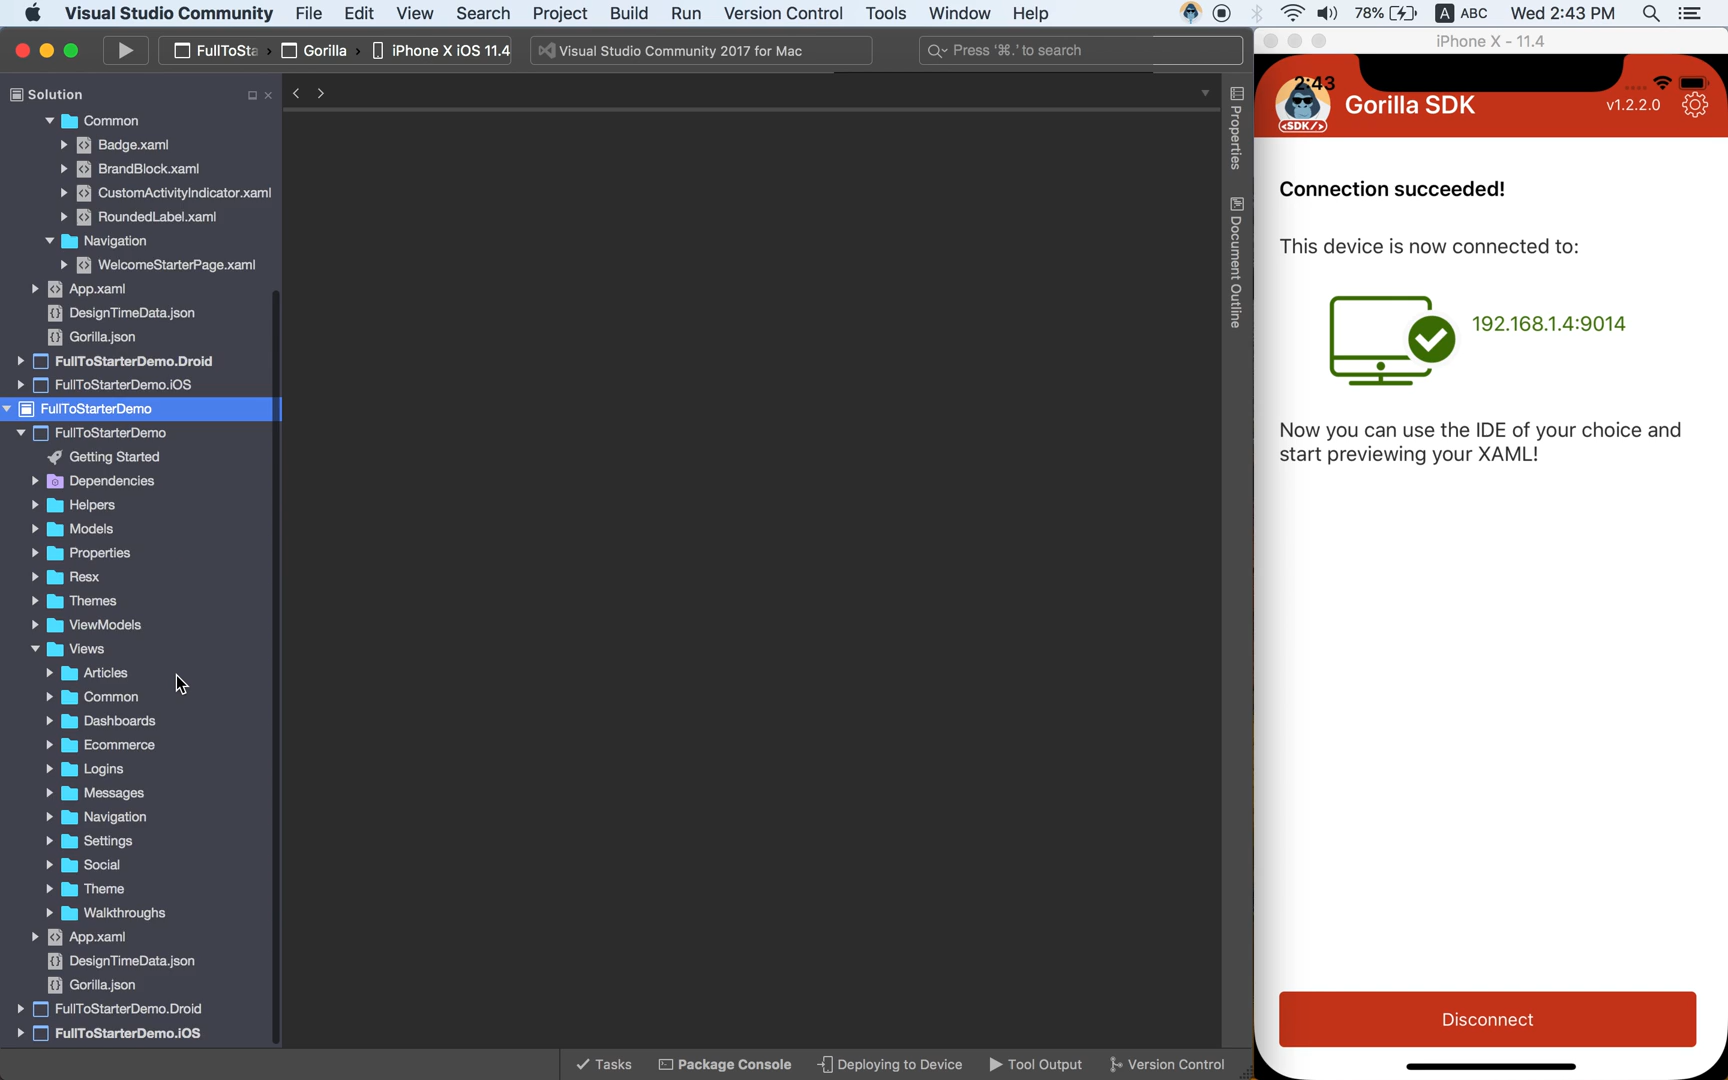 Visual Studio Community File Edit View Search Project Build Run Version Control Tools Window Help 78% A ABC Wed 2:43 PM
FullToSta › Gorilla › iPhone X iOS 11.4 Visual Studio Community 2017 for Mac Press '⌘.' to search
iPhone X - 11.4
Solution
Common
Badge.xaml
BrandBlock.xaml
CustomActivityIndicator.xaml
RoundedLabel.xaml
Navigation
WelcomeStarterPage.xaml
App.xaml
DesignTimeData.json
Gorilla.json
FullToStarterDemo.Droid
FullToStarterDemo.iOS
FullToStarterDemo
FullToStarterDemo
Getting Started
Dependencies
Helpers
Models
Properties
Resx
Themes
ViewModels
Views
Articles
Common
Dashboards
Ecommerce
Logins
Messages
Navigation
Settings
Social
Theme
Walkthroughs
App.xaml
DesignTimeData.json
Gorilla.json
FullToStarterDemo.Droid
FullToStarterDemo.iOS
Properties
Document Outline
Tasks Package Console Deploying to Device Tool Output Version Control
2:43
<SDK/>
Gorilla SDK v1.2.2.0
Connection succeeded!
This device is now connected to:
192.168.1.4:9014
Now you can use the IDE of your choice and
start previewing your XAML!
Disconnect